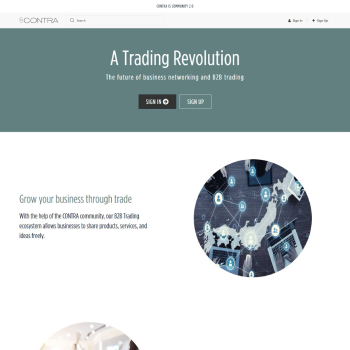 CONTRA IS COMMUNITY 2.0
CONTRA
Search
Sign In
Sign Up
A Trading Revolution
The future of business networking and B2B trading
SIGN IN
SIGN UP
Grow your business through trade
With the help of the CONTRA community, our B2B Trading
ecosystem allows businesses to share products, services, and
ideas freely.